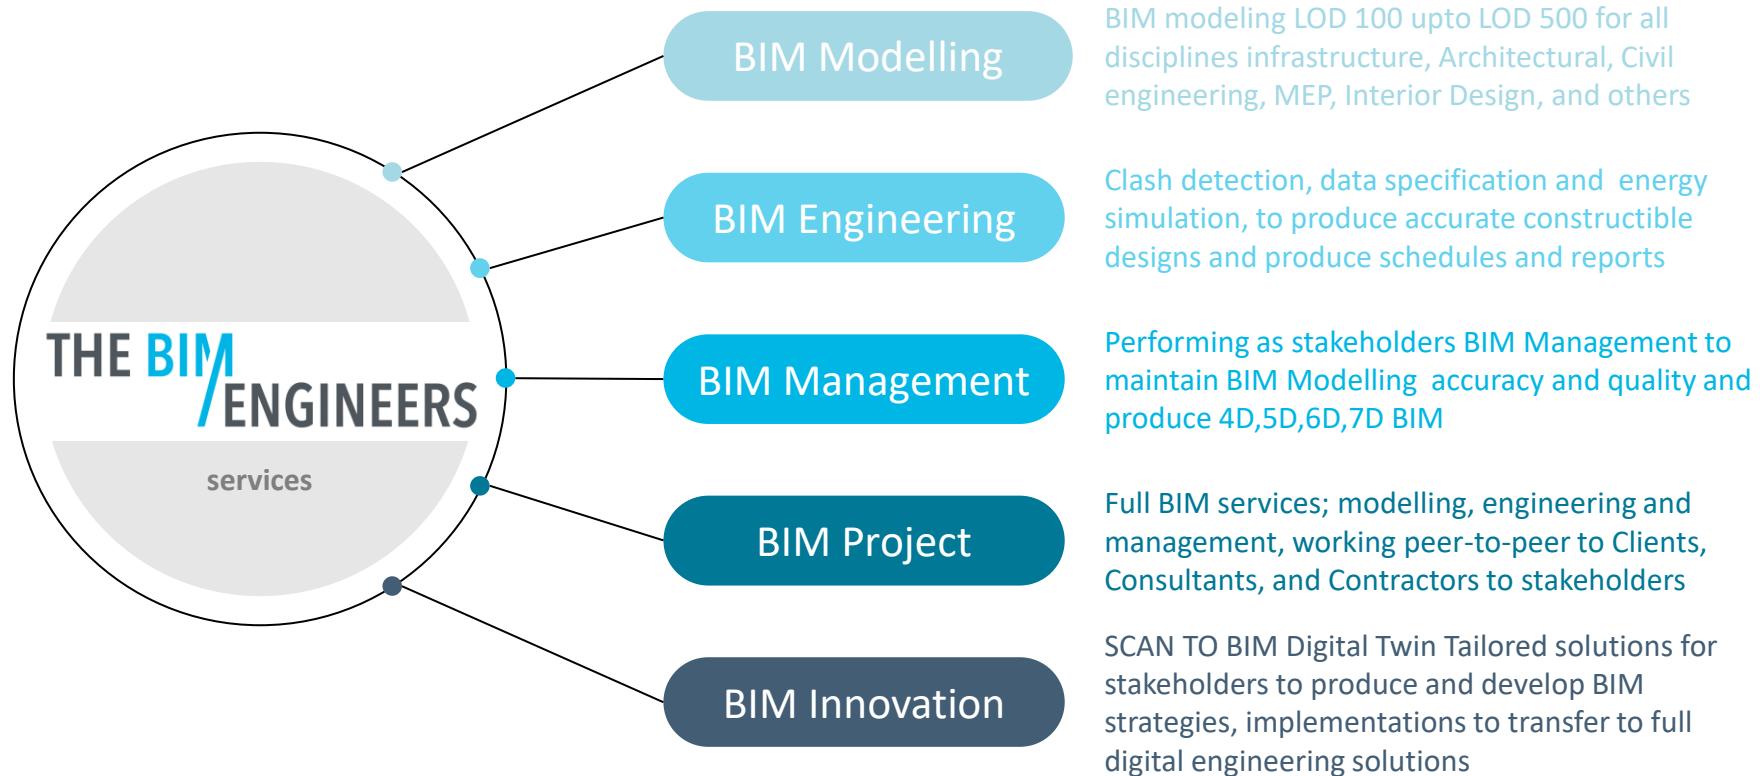 THE BIM
ENGINEERS
services
BIM Modelling
BIM modeling LOD 100 upto LOD 500 for all
disciplines infrastructure, Architectural, Civil
engineering, MEP, Interior Design, and others
BIM Engineering
Clash detection, data specification and  energy
simulation, to produce accurate constructible
designs and produce schedules and reports
BIM Management
Performing as stakeholders BIM Management to
maintain BIM Modelling  accuracy and quality and
produce 4D,5D,6D,7D BIM
BIM Project
Full BIM services; modelling, engineering and
management, working peer-to-peer to Clients,
Consultants, and Contractors to stakeholders
BIM Innovation
SCAN TO BIM Digital Twin Tailored solutions for
stakeholders to produce and develop BIM
strategies, implementations to transfer to full
digital engineering solutions